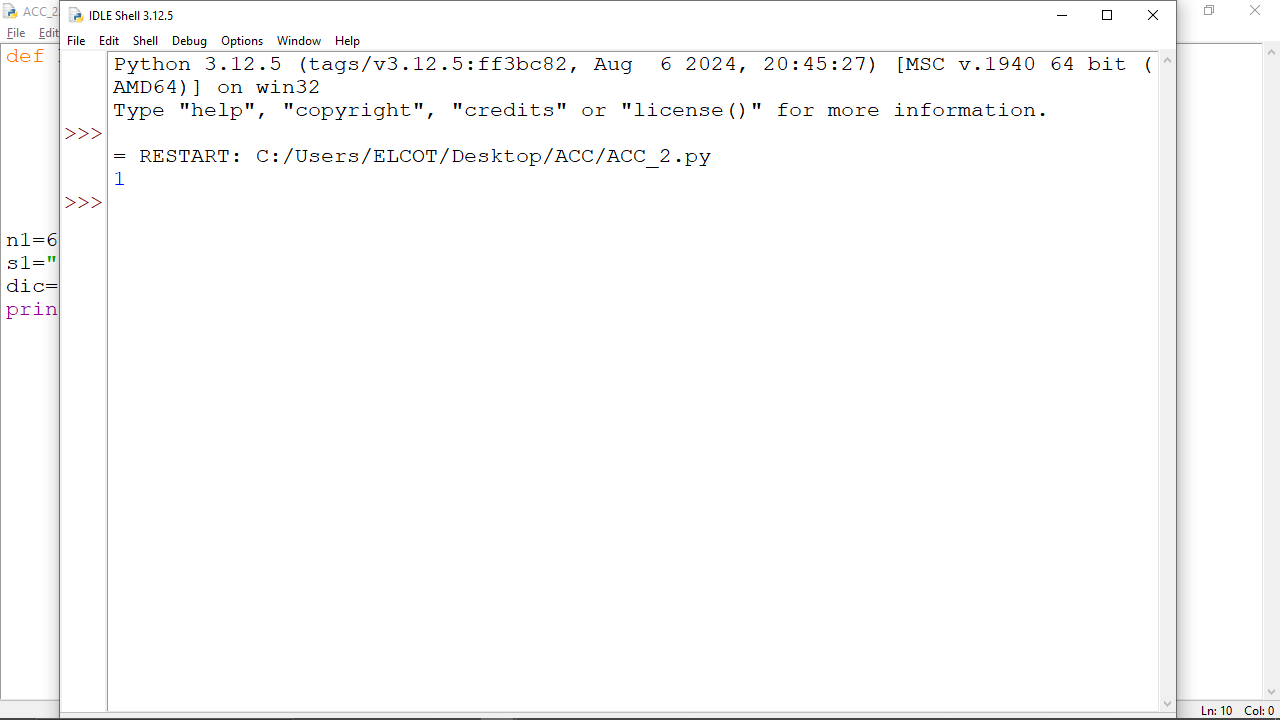 ACC_2
File Edit
def
n1=6
s1="
dic=
prin
IDLE Shell 3.12.5
File Edit Shell Debug Options Window Help
Python 3.12.5 (tags/v3.12.5:ff3bc82, Aug  6 2024, 20:45:27) [MSC v.1940 64 bit (
AMD64)] on win32
Type "help", "copyright", "credits" or "license()" for more information.
>>>
= RESTART: C:/Users/ELCOT/Desktop/ACC/ACC_2.py
1
>>>
Ln: 10 Col: 0